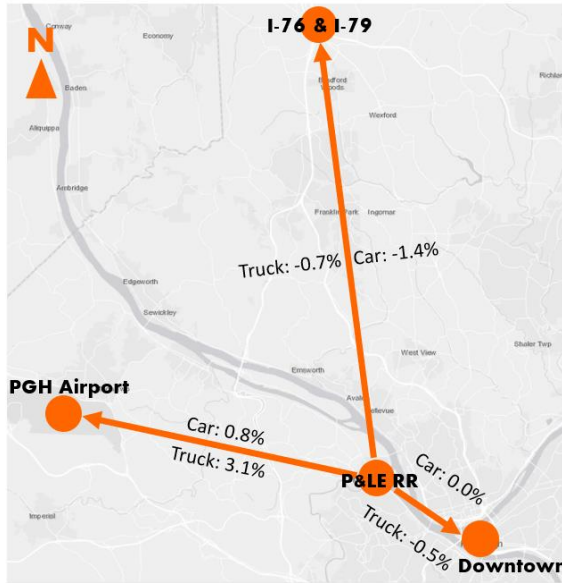 I-76 & I-79
Conway
Economy
N
Baden
Richland
Bradford
Woods
Wexford
Aliquippa
Ambridge
Franklin Park
Ingomar
Truck: -0.7%
Car: -1.4%
Edgeworth
Sewickley
Shaler Twp
West View
Emsworth
PGH Airport
Avalon
Bellevue
Car: 0.8%
Truck: 3.1%
P&LE RR
Car: 0.0%
Imperial
Truck: -0.5%
Downtown